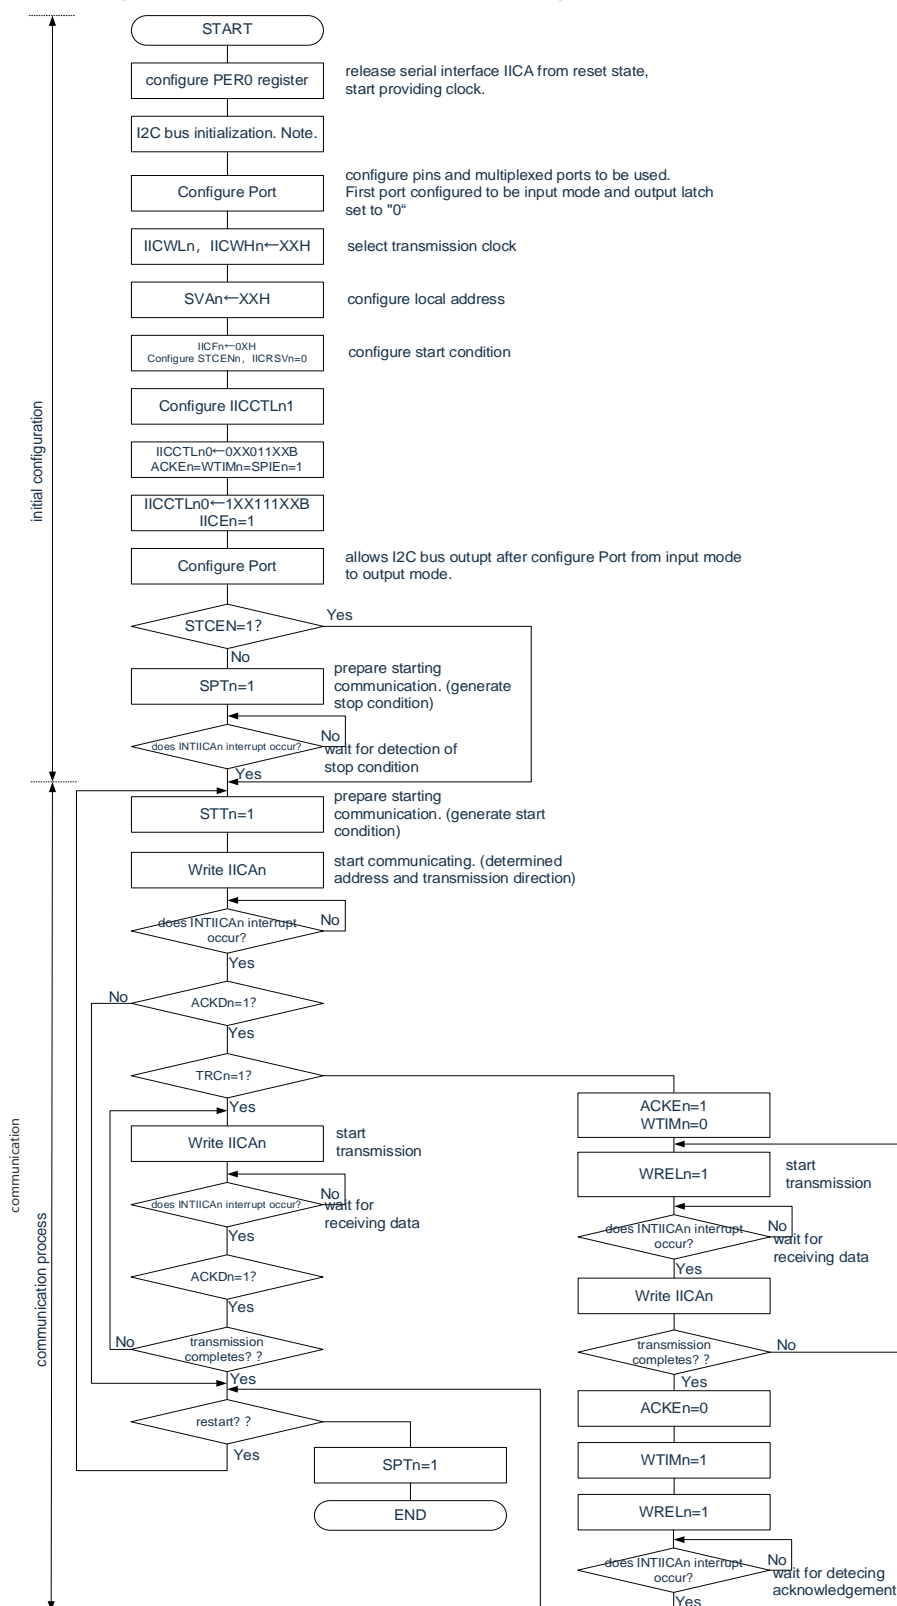 START
configure PER0 register
release serial interface IICA from reset state,
start providing clock.
I2C bus initialization. Note.
Configure Port
configure pins and multiplexed ports to be used.
First port configured to be input mode and output latch
set to "0“
IICWLn，IICWHn←XXH
select transmission clock
SVAn←XXH
configure local address
IICFn←0XH
Configure STCENn，IICRSVn=0
configure start condition
Configure IICCTLn1
IICCTLn0←0XX011XXB
ACKEn=WTIMn=SPIEn=1
IICCTLn0←1XX111XXB
IICEn=1
Configure Port
allows I2C bus outupt after configure Port from input mode
to output mode.
initial configuration
STCEN=1?
Yes
No
SPTn=1
prepare starting
communication. (generate
stop condition)
does INTIICAn interrupt occur?
No
wait for detection of
stop condition
Yes
STTn=1
prepare starting
communication. (generate start
condition)
Write IICAn
start communicating. (determined
address and transmission direction)
does INTIICAn interrupt
occur?
No
Yes
ACKDn=1?
No
Yes
TRCn=1?
Yes
Write IICAn
start
transmission
does INTIICAn interrupt occur?
No
wait for
receiving data
Yes
ACKDn=1?
Yes
transmission
completes? ?
No
Yes
restart? ?
Yes
SPTn=1
END
communication
communication process
ACKEn=1
WTIMn=0
WRELn=1
start
transmission
does INTIICAn interrupt
occur?
No
wait for
receiving data
Yes
Write IICAn
transmission
completes? ?
No
Yes
ACKEn=0
WTIMn=1
WRELn=1
does INTIICAn interrupt
occur?
No
wait for detecing
acknowledgement
Yes